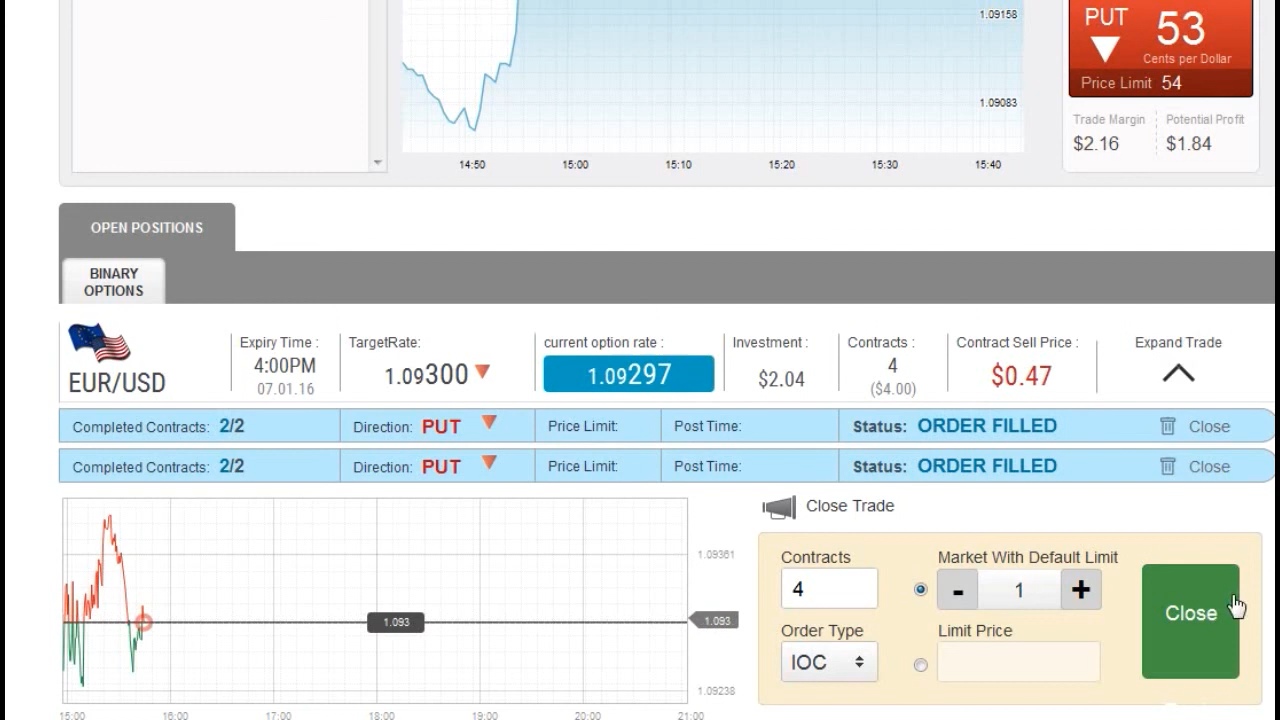 1.09158
1.09083
14:50 15:00 15:10 15:20 15:30 15:40
PUT 53
Cents per Dollar
Price Limit 54
Trade Margin Potential Profit
$2.16 $1.84
OPEN POSITIONS
BINARY
OPTIONS
EUR/USD
Expiry Time :
4:00PM
07.01.16
TargetRate:
1.09300
current option rate :
1.09297
Investment :
$2.04
Contracts :
4
($4.00)
Contract Sell Price :
$0.47
Expand Trade
Completed Contracts: 2/2 Direction: PUT Price Limit: Post Time: Status: ORDER FILLED Close
Completed Contracts: 2/2 Direction: PUT Price Limit: Post Time: Status: ORDER FILLED Close
1.09361
1.093 1.093
1.09238
15:00 16:00 17:00 18:00 19:00 20:00 21:00
Close Trade
Contracts Market With Default Limit
4 - 1 +
Order Type Limit Price
IOC
Close